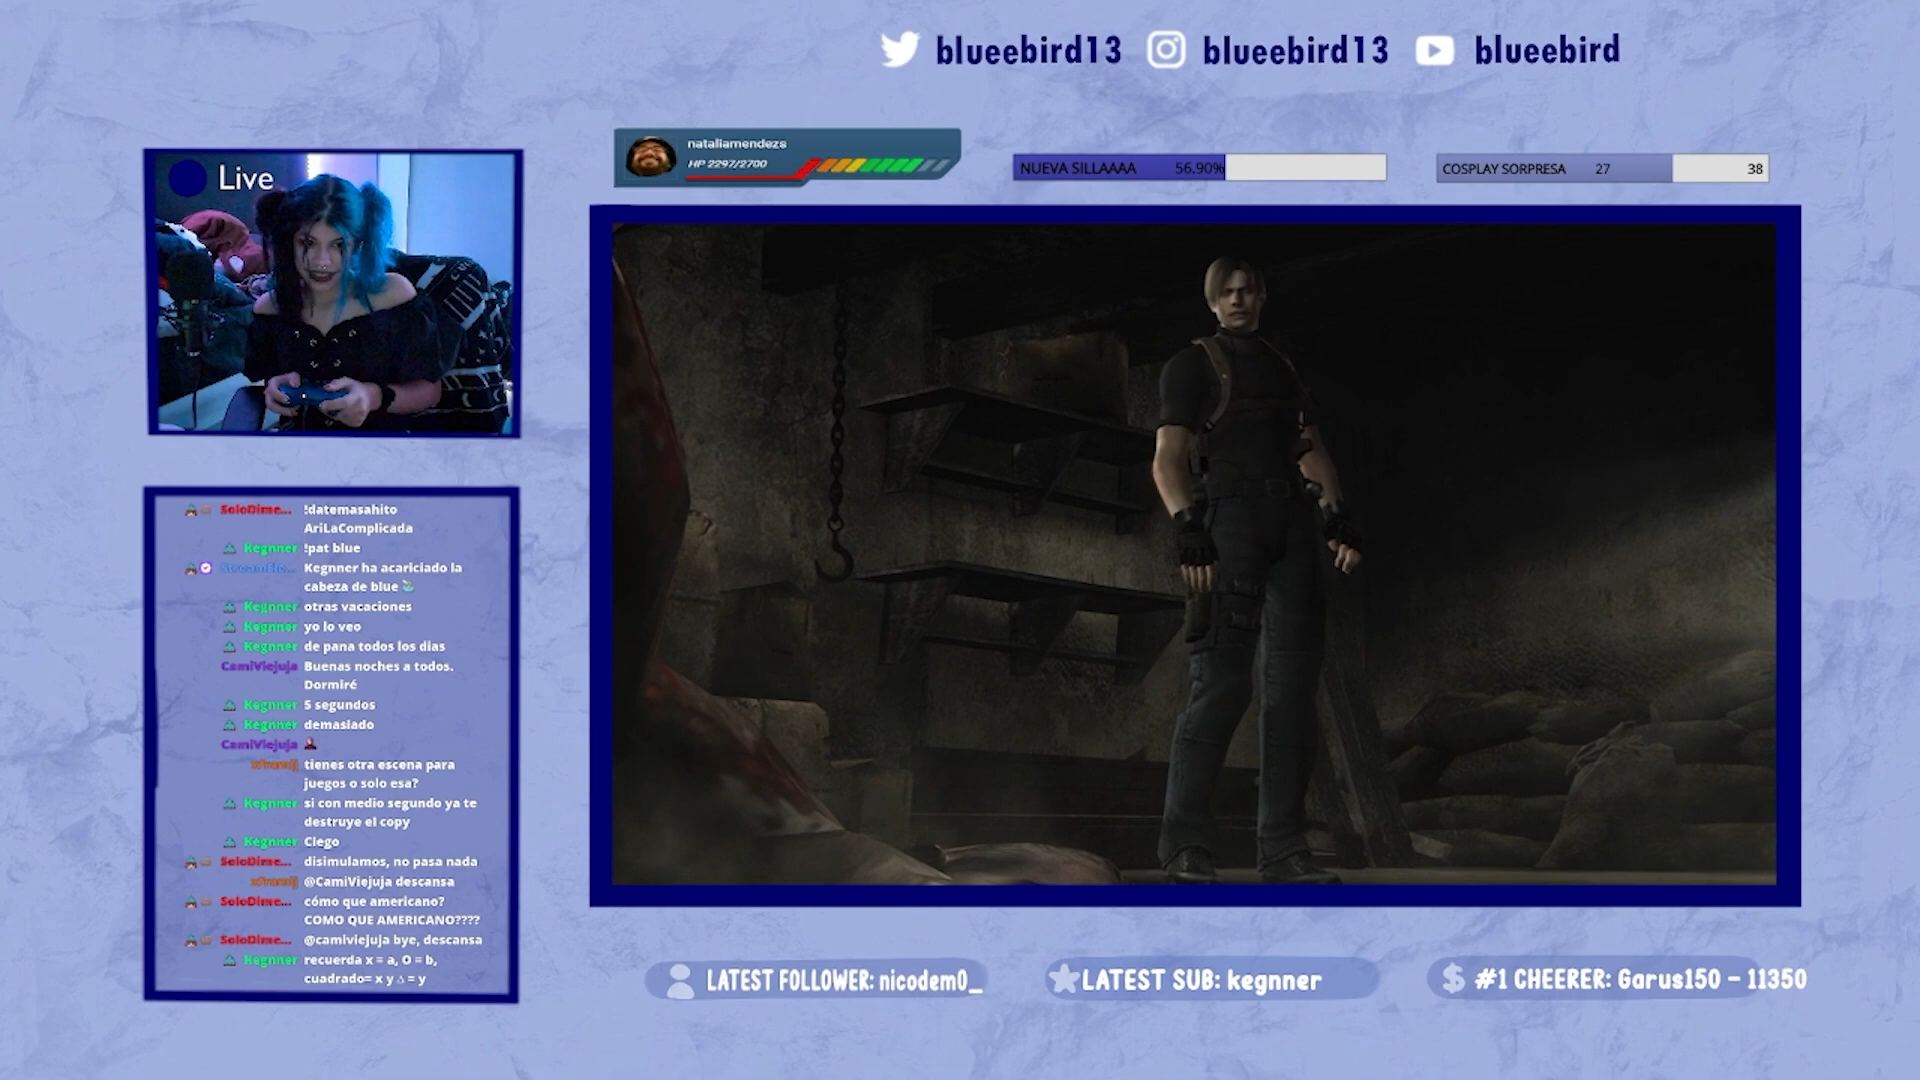 blueebird13 blueebird13 blueebird
nataliamendezs
HP 2297/2700
NUEVA SILLAAAA 56.90%
COSPLAY SORPRESA 27 38
Live
SoloDime... !datemasahito
AriLaComplicada
Kegnner !pat blue
StreamEle... Kegnner ha acariciado la
cabeza de blue
Kegnner otras vacaciones
Kegnner yo lo veo
Kegnner de pana todos los dias
CamiViejuja Buenas noches a todos.
Dormiré
Kegnner 5 segundos
Kegnner demasiado
CamiViejuja
tienes otra escena para
juegos o solo esa?
Kegnner si con medio segundo ya te
destruye el copy
Kegnner Ciego
SoloDime... disimulamos, no pasa nada
@CamiViejuja descansa
SoloDime... cómo que americano?
COMO QUE AMERICANO????
SoloDime... @camiviejuja bye, descansa
Kegnner recuerda x = a, O = b,
cuadrado= x y ∆ = y
LATEST FOLLOWER: nicodem0_
LATEST SUB: kegnner
#1 CHEERER: Garus150 - 11350